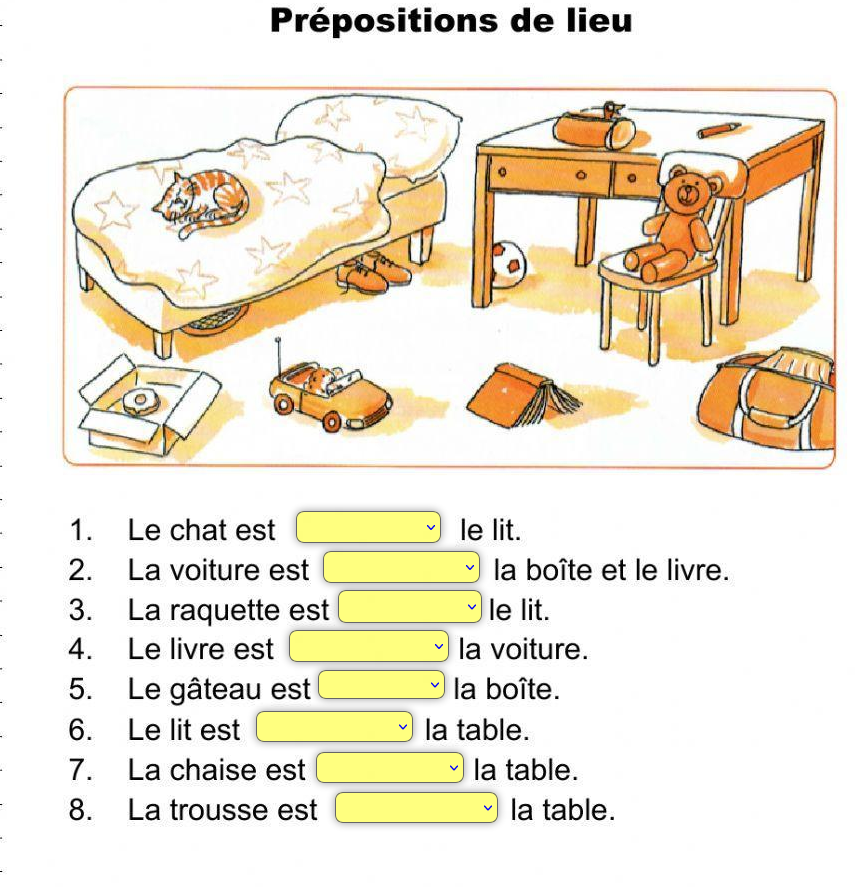 Prépositions de lieu
1. Le chat est le lit.
2. La voiture est la boîte et le livre.
3. La raquette est le lit.
4. Le livre est la voiture.
5. Le gâteau est la boîte.
6. Le lit est la table.
7. La chaise est la table.
8. La trousse est la table.